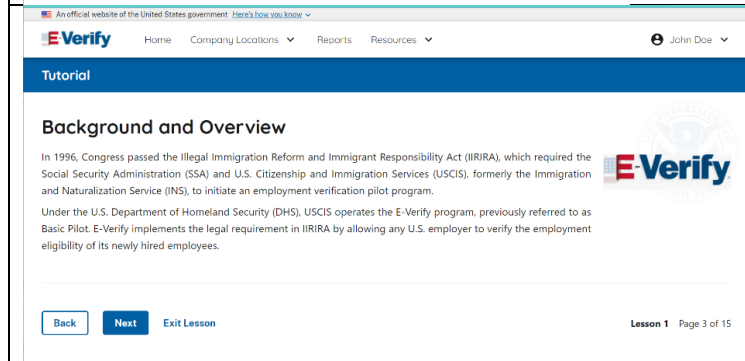 An official website of the United States government Here's how you know
E-Verify Home Company Locations Reports Resources John Doe
Tutorial
Background and Overview
In 1996, Congress passed the Illegal Immigration Reform and Immigrant Responsibility Act (IIRIRA), which required the
Social Security Administration (SSA) and U.S. Citizenship and Immigration Services (USCIS), formerly the Immigration
and Naturalization Service (INS), to initiate an employment verification pilot program.
E-Verify
Under the U.S. Department of Homeland Security (DHS), USCIS operates the E-Verify program, previously referred to as
Basic Pilot. E-Verify implements the legal requirement in IIRIRA by allowing any U.S. employer to verify the employment
eligibility of its newly hired employees.
Back Next Exit Lesson Lesson 1 Page 3 of 15